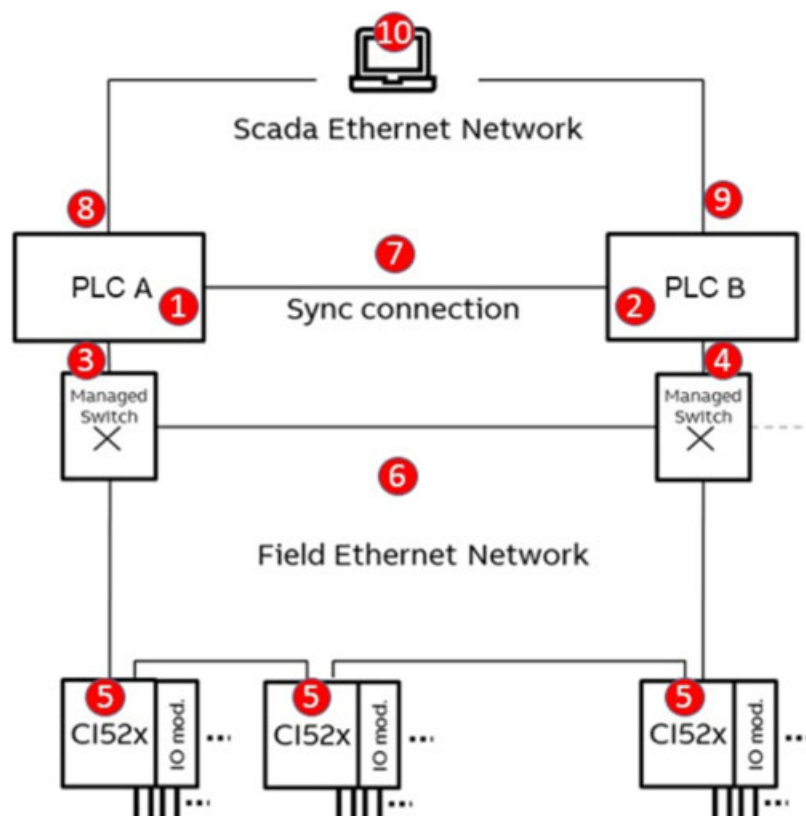 10
Scada Ethernet Network
8
9
7
PLC A
PLC B
1
Sync connection
2
3
4
Managed
Switch
Managed
Switch
6
Field Ethernet Network
5
5
5
CI52x
IO mod.
CI52x
IO mod.
CI52x
IO mod.